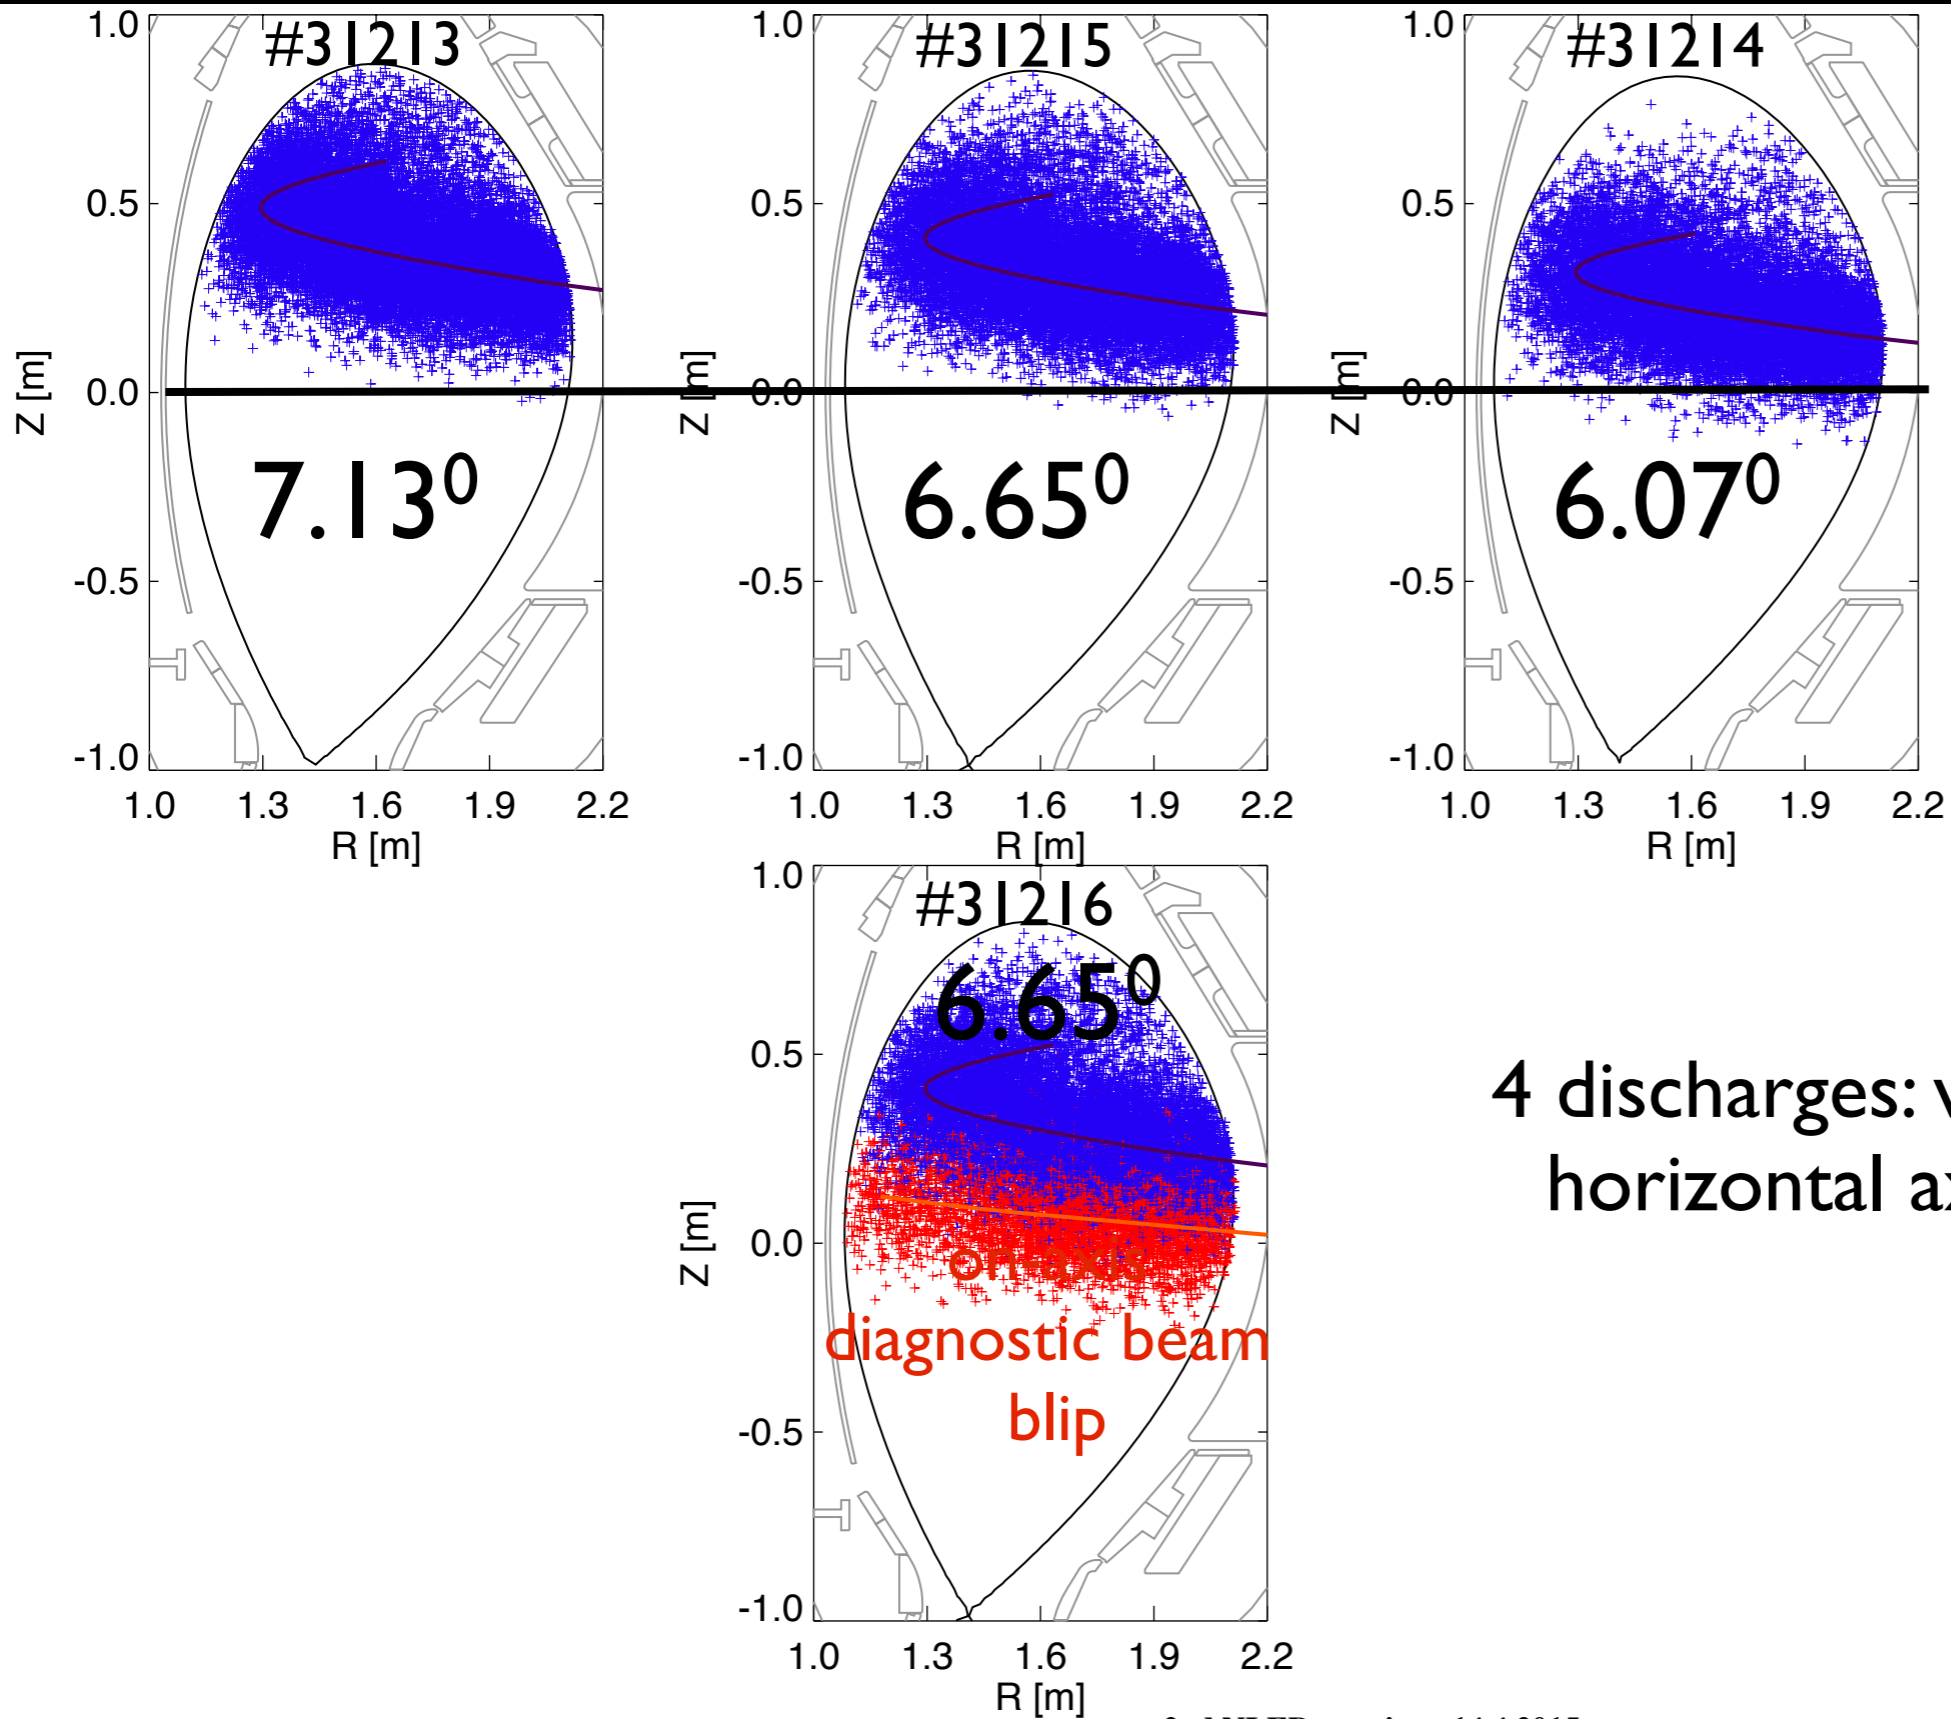 #31213
#31215
#31214
1.0
0.5
0.0
-0.5
-1.0
Z [m]
7.13⁰
1.0 1.3 1.6 1.9 2.2
R [m]
1.0
0.5
0.0
-0.5
-1.0
Z [m]
6.65⁰
1.0 1.3 1.6 1.9 2.2
R [m]
1.0
0.5
0.0
-0.5
-1.0
Z [m]
6.07⁰
1.0 1.3 1.6 1.9 2.2
R [m]
#31216
6.65⁰
1.0
0.5
0.0
-0.5
-1.0
Z [m]
on-axis
diagnostic beam
blip
1.0 1.3 1.6 1.9 2.2
R [m]
4 discharges:
horizontal